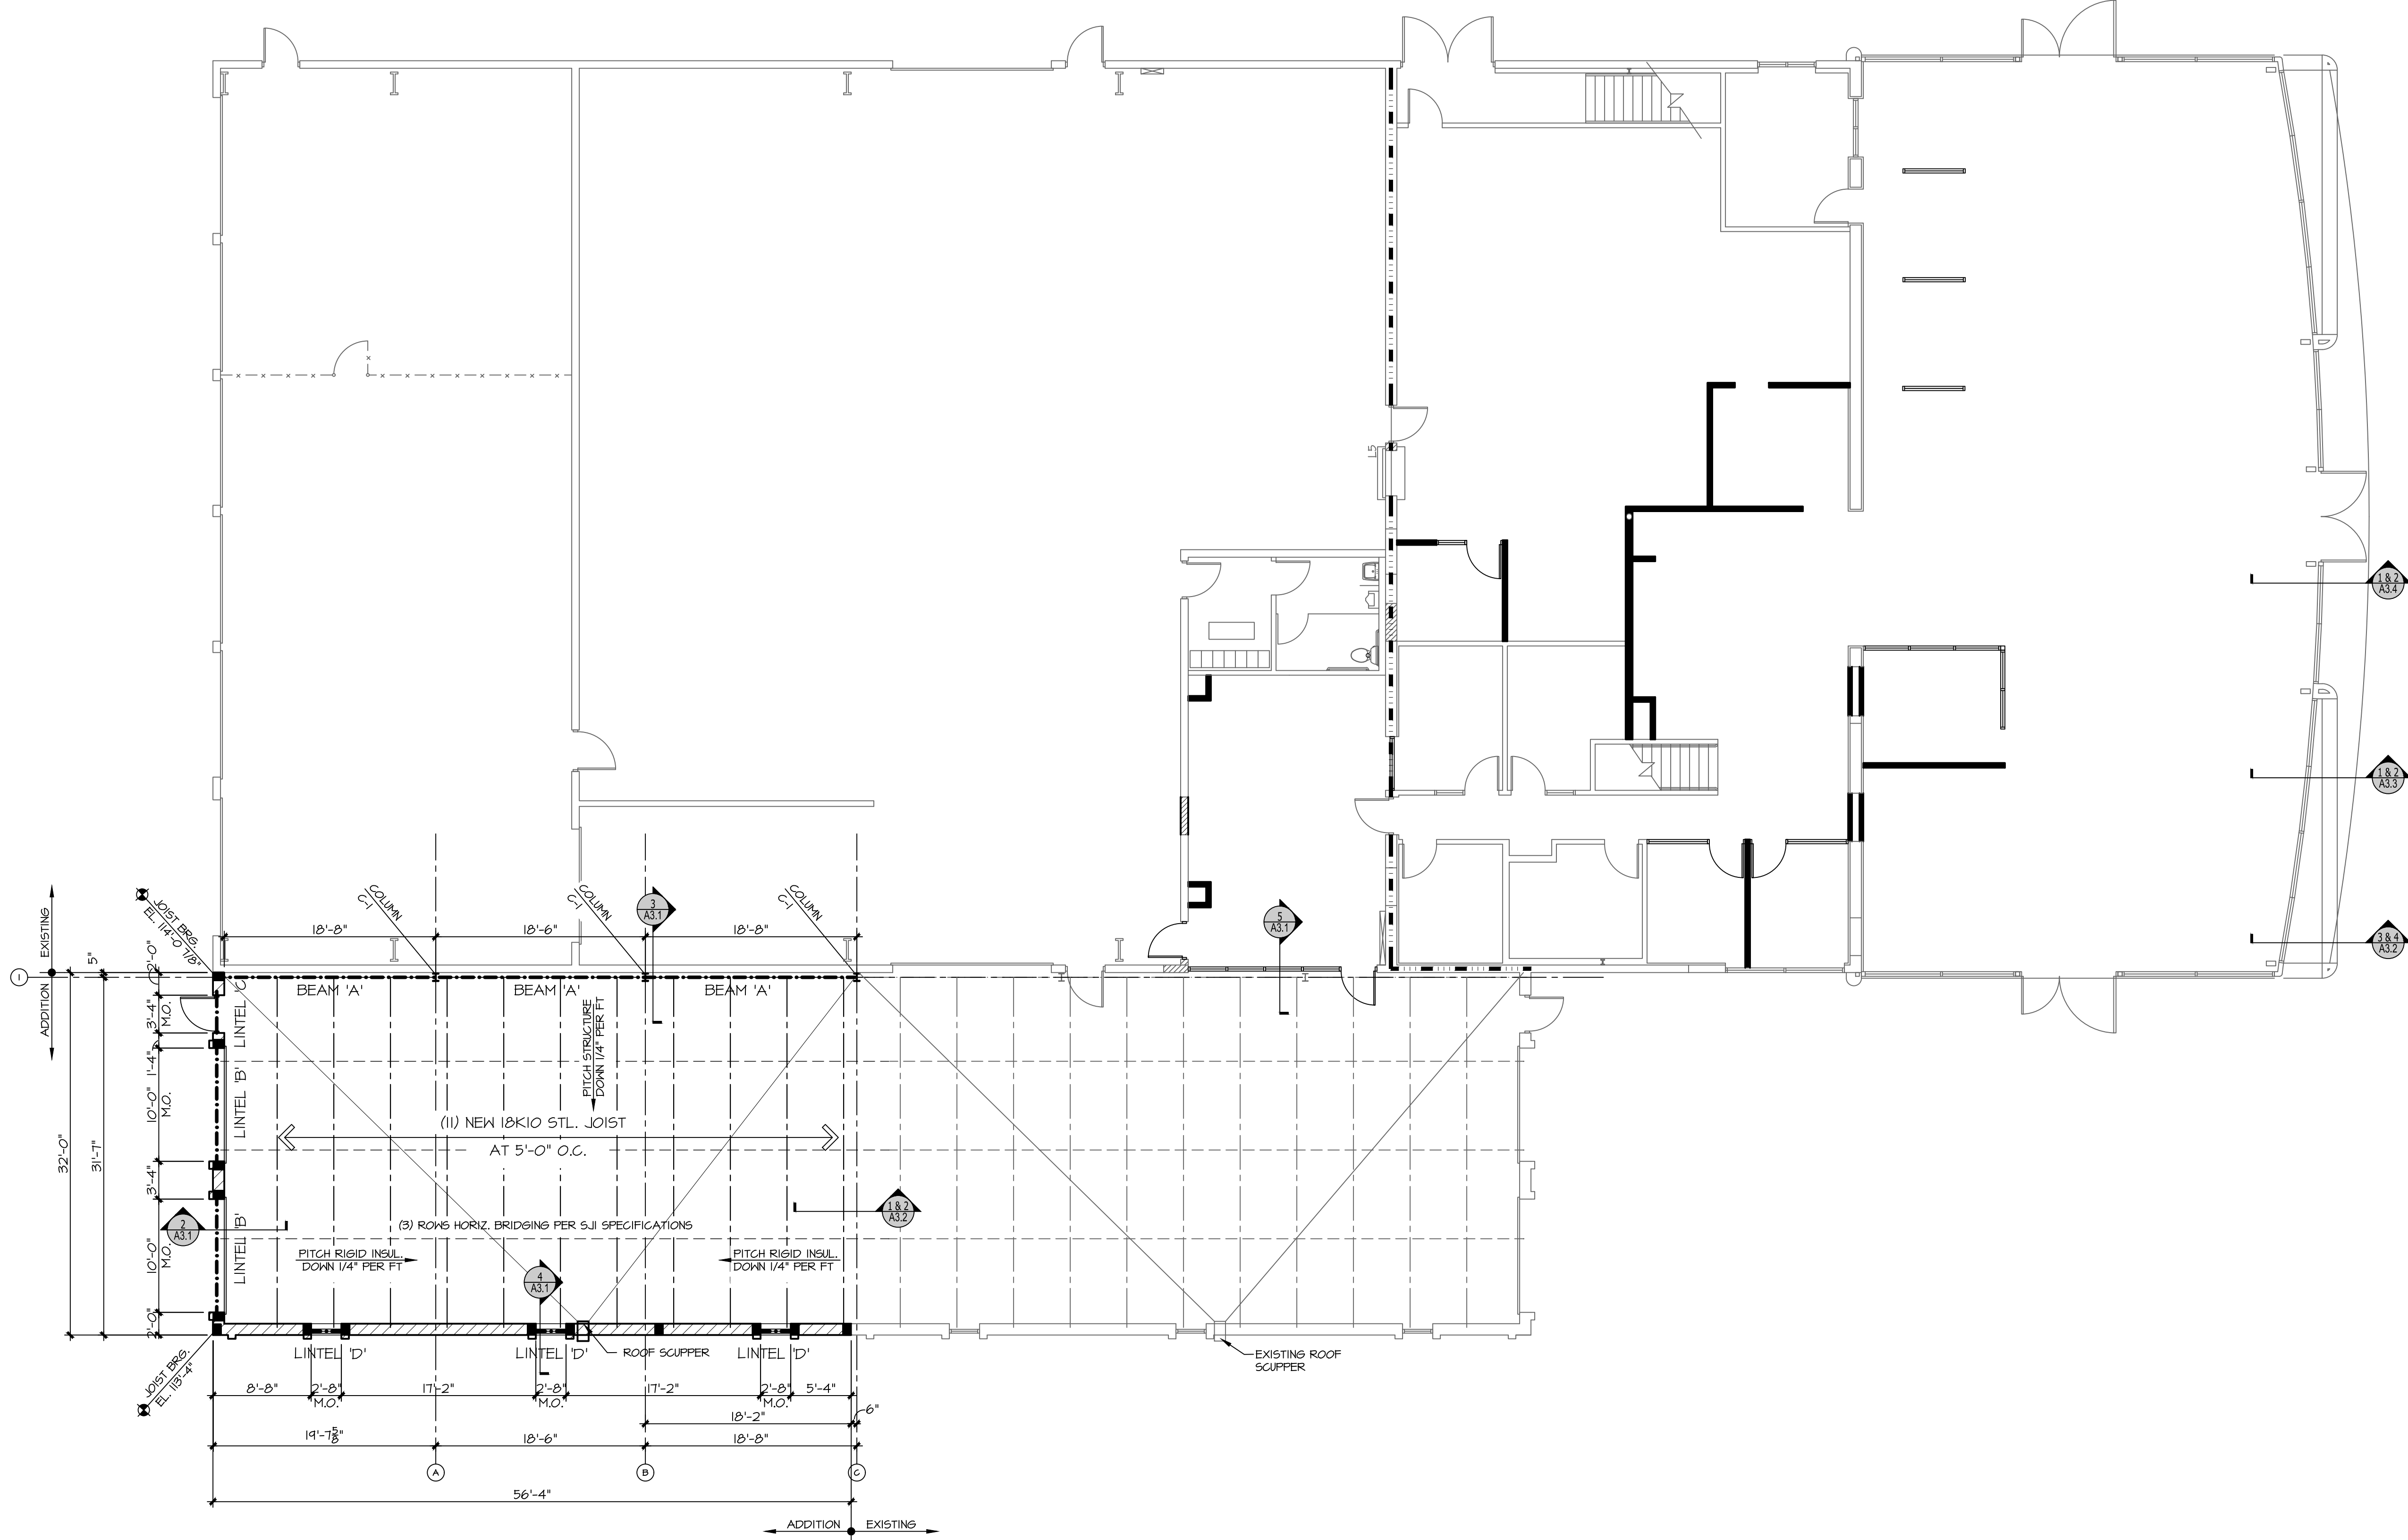 L5
1 & 2
A3.4
1 & 2
A3.3
3 & 4
A3.2
EXISTING
ADDITION
1
JOIST BRG.
EL. 114'-0 7/8"
COLUMN
C-1
COLUMN
C-1
COLUMN
C-1
3
A3.1
5
A3.1
18'-8"
18'-6"
18'-8"
5"
2'-0"
3'-4"
M.O.
1'-4"
10'-0"
M.O.
3'-4"
10'-0"
M.O.
2'-0"
32'-0"
31'-7"
BEAM 'A'
BEAM 'A'
BEAM 'A'
LINTEL 'C'
LINTEL 'B'
LINTEL 'B'
PITCH STRUCTURE
DOWN 1/4" PER FT
(11) NEW 18K10 STL. JOIST
AT 5'-0" O.C.
1 & 2
A3.2
2
A3.1
(3) ROWS HORIZ. BRIDGING PER SJI SPECIFICATIONS
PITCH RIGID INSUL.
DOWN 1/4" PER FT
PITCH RIGID INSUL.
DOWN 1/4" PER FT
4
A3.1
LINTEL 'D'
LINTEL 'D'
ROOF SCUPPER
LINTEL 'D'
EXISTING ROOF
SCUPPER
JOIST BRG.
EL. 113'-4"
8'-8"
2'-8"
M.O.
17'-2"
2'-8"
M.O.
17'-2"
2'-8"
M.O.
5'-4"
18'-2"
6"
19'-7 5/8"
18'-6"
18'-8"
A
B
C
56'-4"
ADDITION
EXISTING